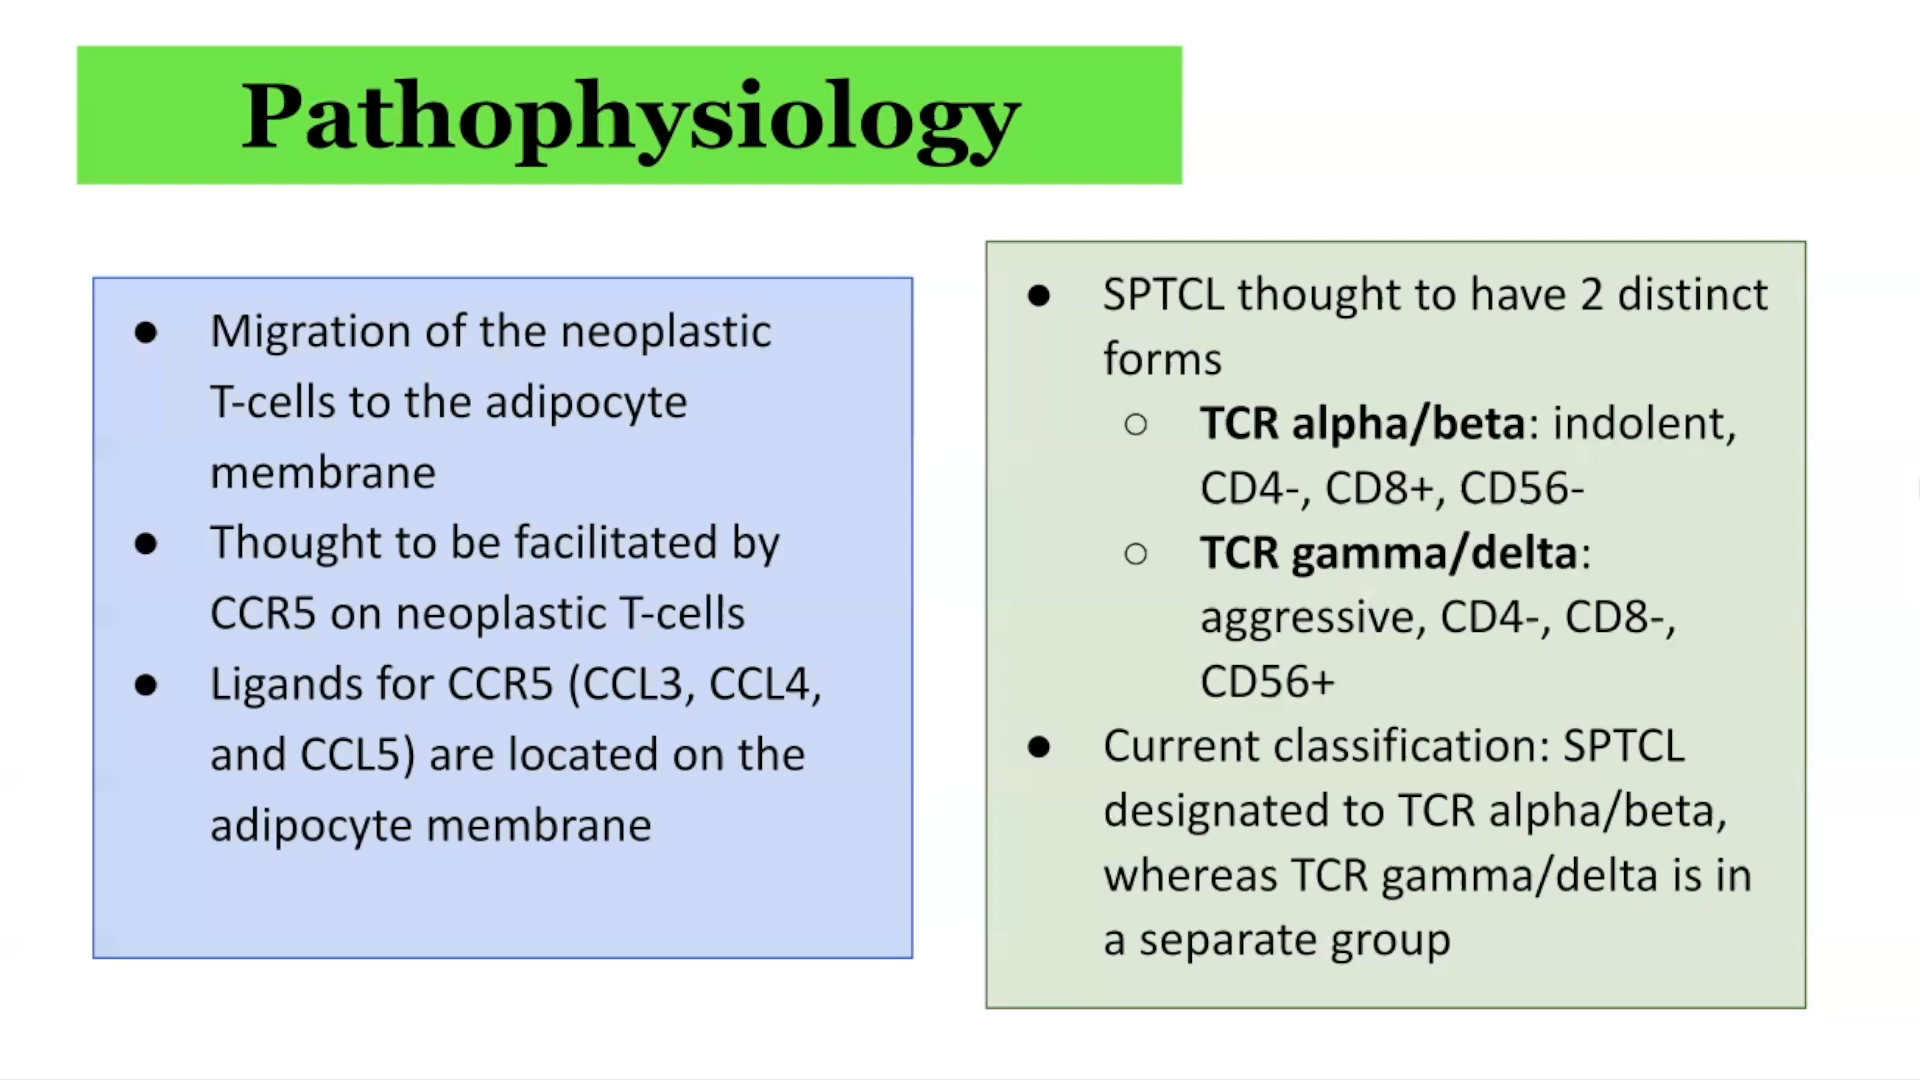 Pathophysiology
● Migration of the neoplastic
T-cells to the adipocyte
membrane
● Thought to be facilitated by
CCR5 on neoplastic T-cells
● Ligands for CCR5 (CCL3, CCL4,
and CCL5) are located on the
adipocyte membrane
● SPTCL thought to have 2 distinct
forms
○ TCR alpha/beta: indolent,
CD4-, CD8+, CD56-
○ TCR gamma/delta:
aggressive, CD4-, CD8-,
CD56+
● Current classification: SPTCL
designated to TCR alpha/beta,
whereas TCR gamma/delta is in
a separate group